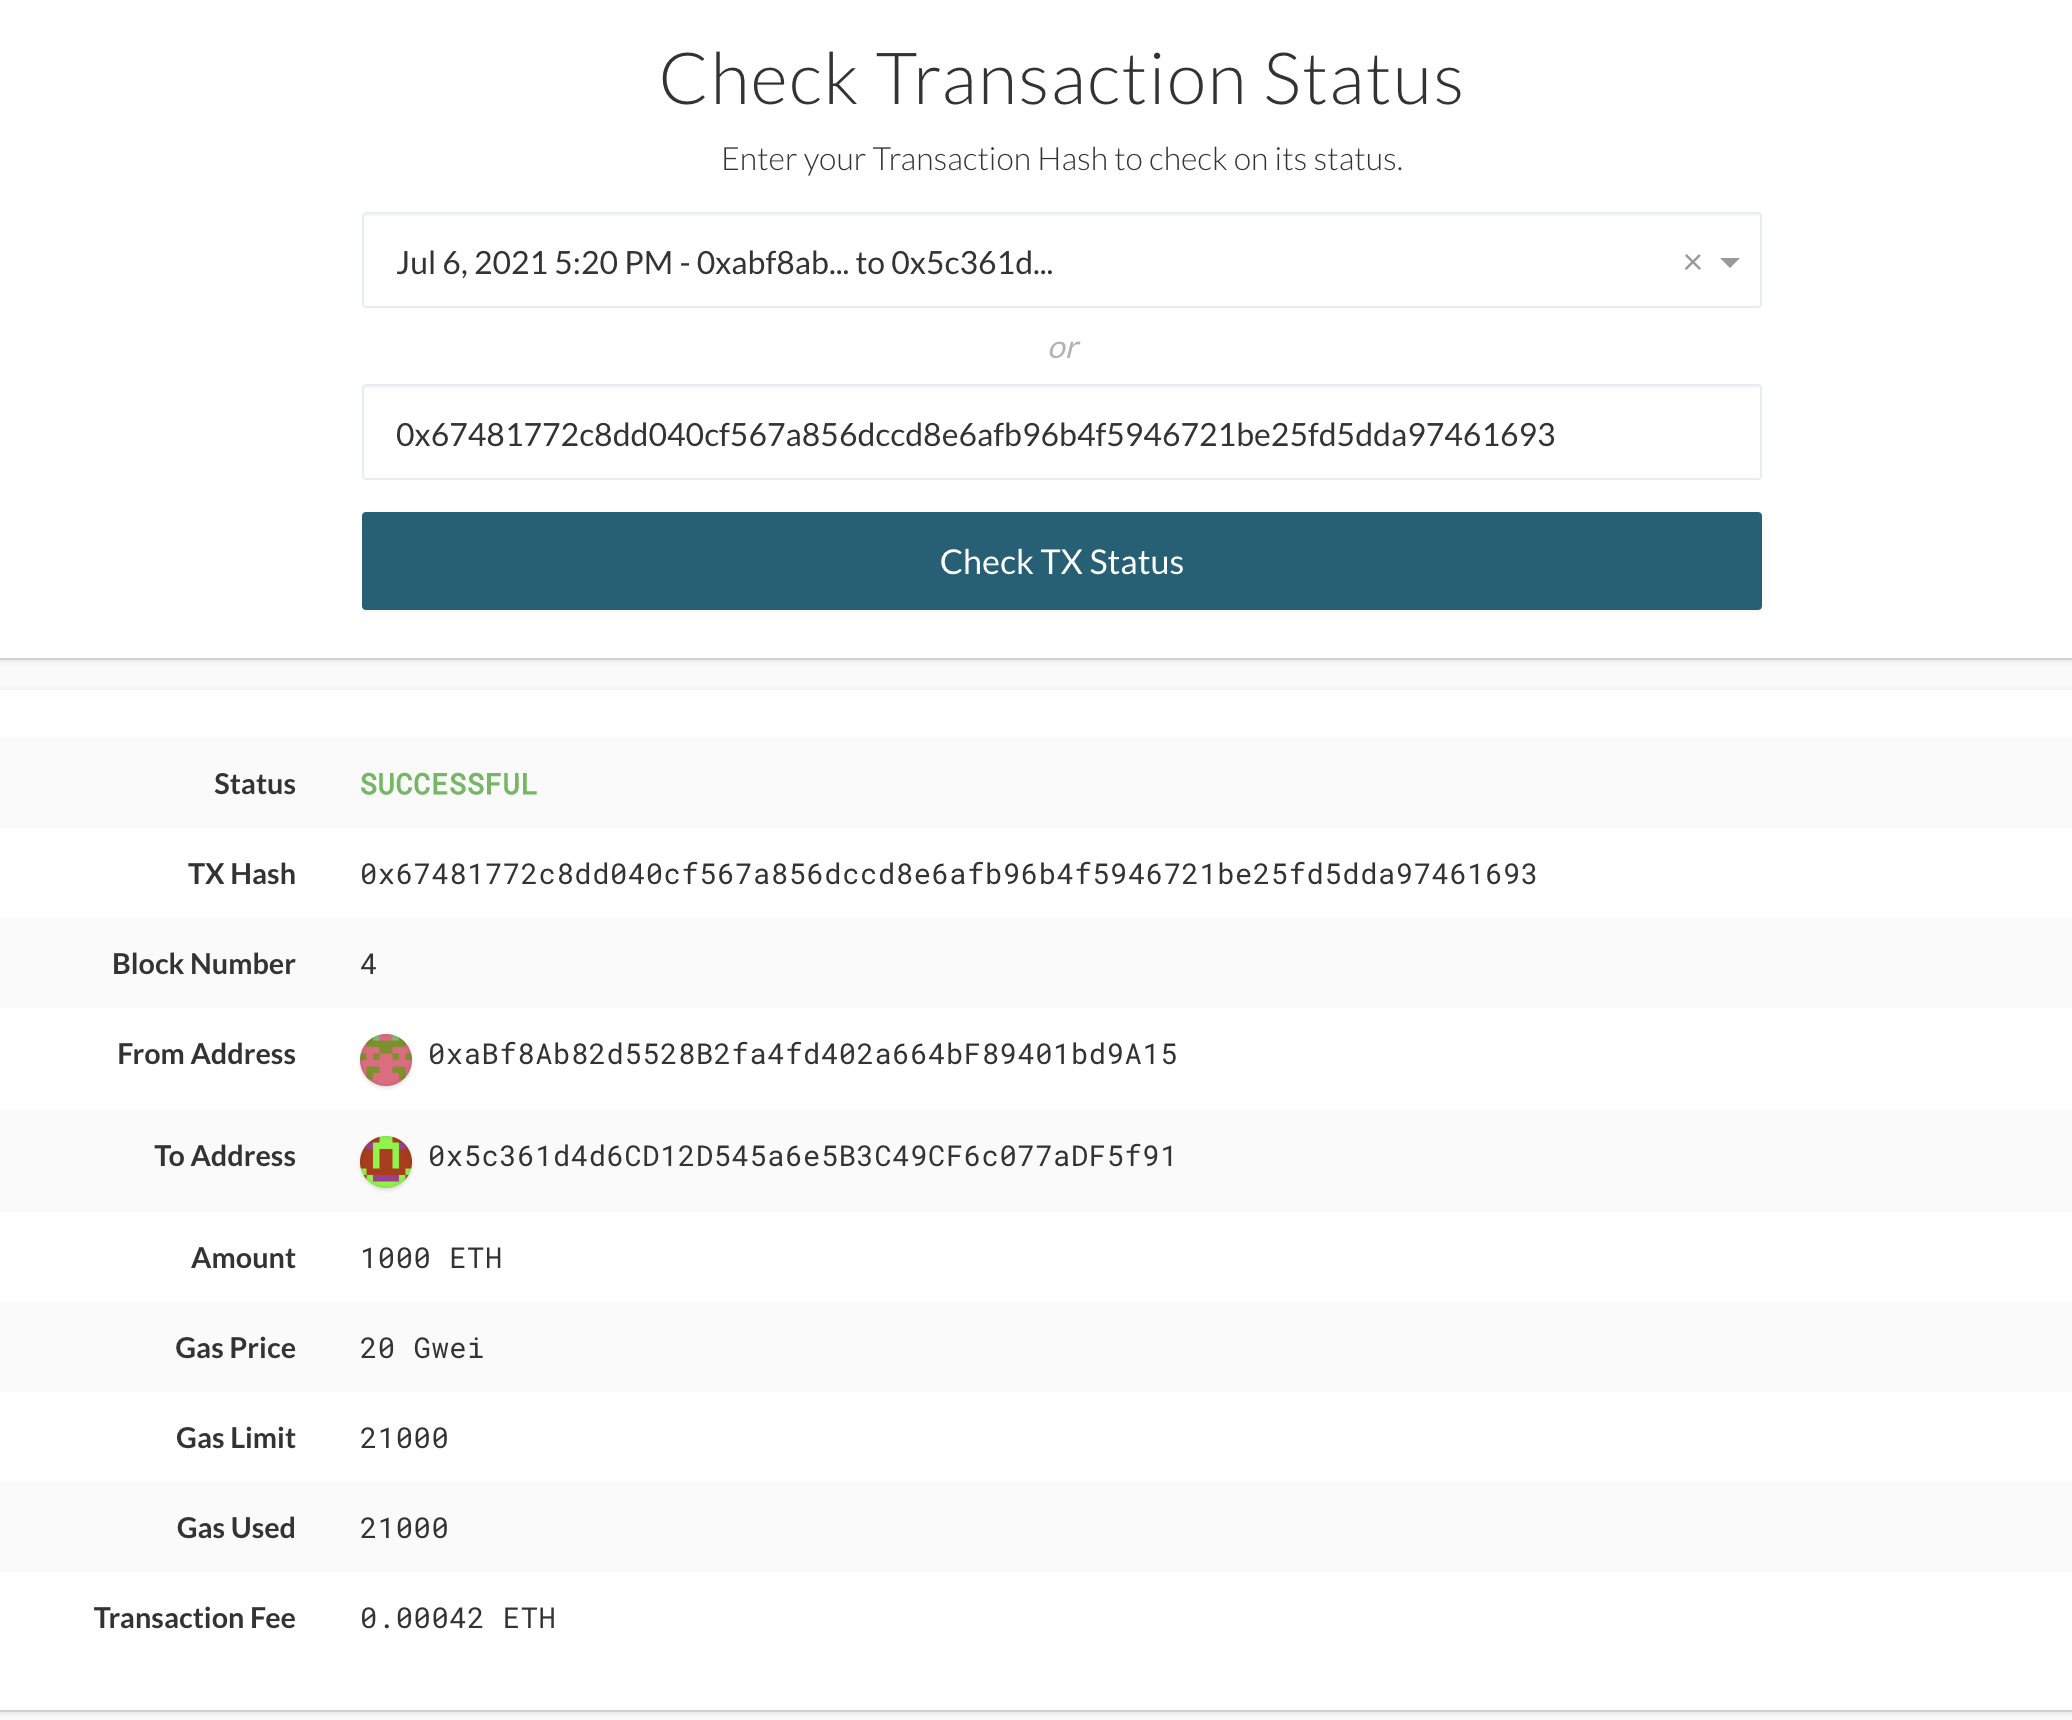 Check Transaction Status
Enter your Transaction Hash to check on its status.
Jul 6, 2021 5:20 PM - 0xabf8ab... to 0x5c361d...
or
0x67481772c8dd040cf567a856dccd8e6afb96b4f5946721be25fd5dda97461693
Check TX Status
Status SUCCESSFUL
TX Hash 0x67481772c8dd040cf567a856dccd8e6afb96b4f5946721be25fd5dda97461693
Block Number 4
From Address 0xaBf8Ab82d5528B2fa4fd402a664bF89401bd9A15
To Address 0x5c361d4d6CD12D545a6e5B3C49CF6c077aDF5f91
Amount 1000 ETH
Gas Price 20 Gwei
Gas Limit 21000
Gas Used 21000
Transaction Fee 0.00042 ETH